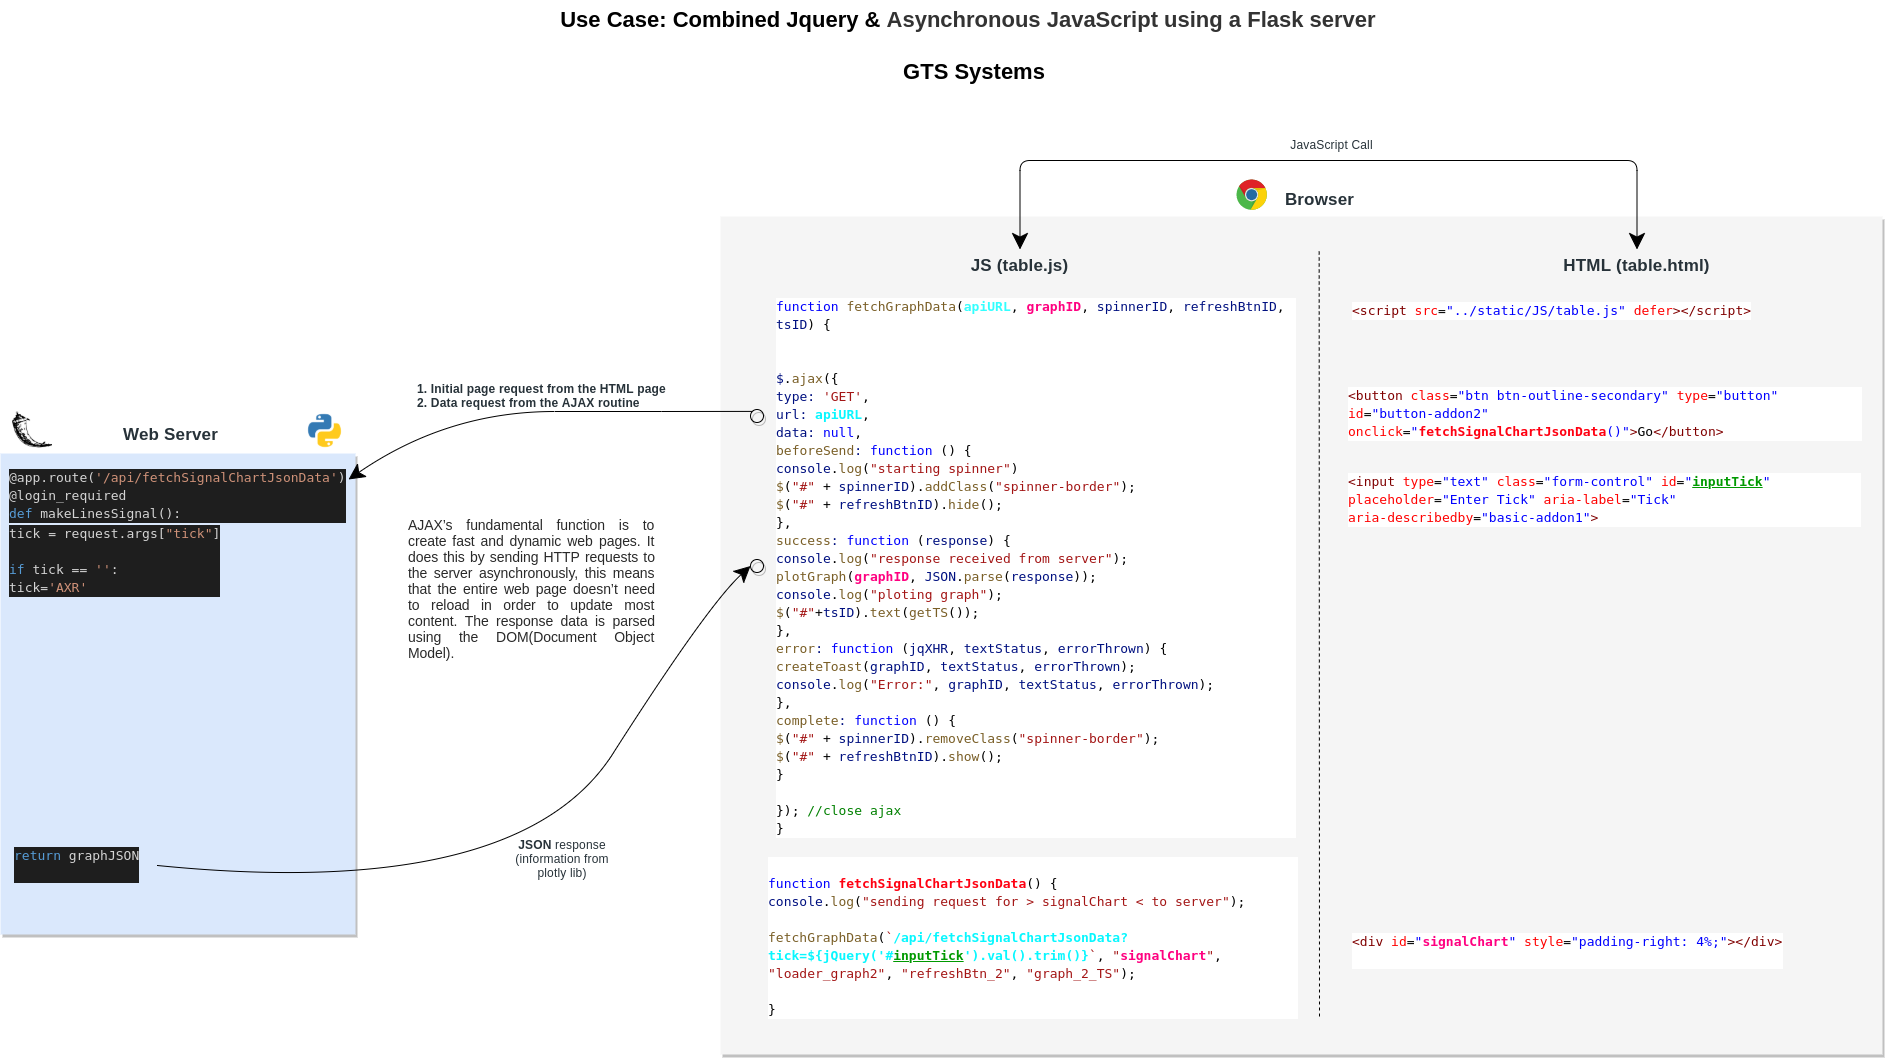 Use Case: Combined Jquery & Asynchronous JavaScript using a Flask server
GTS Systems
JavaScript Call
Browser
JS (table.js)
HTML (table.html)
function fetchGraphData(apiURL, graphID, spinnerID, refreshBtnID,
tsID) {
$.ajax({
type: 'GET',
url: apiURL,
data: null,
beforeSend: function () {
console.log("starting spinner")
$("#" + spinnerID).addClass("spinner-border");
$("#" + refreshBtnID).hide();
},
success: function (response) {
console.log("response received from server");
plotGraph(graphID, JSON.parse(response));
console.log("ploting graph");
$("#"+tsID).text(getTS());
},
error: function (jqXHR, textStatus, errorThrown) {
createToast(graphID, textStatus, errorThrown);
console.log("Error:", graphID, textStatus, errorThrown);
},
complete: function () {
$("#" + spinnerID).removeClass("spinner-border");
$("#" + refreshBtnID).show();
}
}); //close ajax
}
function fetchSignalChartJsonData() {
console.log("sending request for > signalChart < to server");
fetchGraphData(`/api/fetchSignalChartJsonData?
tick=${jQuery('#inputTick').val().trim()}`, "signalChart",
"loader_graph2", "refreshBtn_2", "graph_2_TS");
}
<script src="../static/JS/table.js" defer></script>
<button class="btn btn-outline-secondary" type="button"
id="button-addon2"
onclick="fetchSignalChartJsonData()">Go</button>
<input type="text" class="form-control" id="inputTick"
placeholder="Enter Tick" aria-label="Tick"
aria-describedby="basic-addon1">
<div id="signalChart" style="padding-right: 4%;"></div>
1. Initial page request from the HTML page
2. Data request from the AJAX routine
Web Server
@app.route('/api/fetchSignalChartJsonData')
@login_required
def makeLinesSignal():
tick = request.args["tick"]
if tick == '':
tick='AXR'
return graphJSON
AJAX's fundamental function is to
create fast and dynamic web pages. It
does this by sending HTTP requests to
the server asynchronously, this means
that the entire web page doesn't need
to reload in order to update most
content. The response data is parsed
using the DOM(Document Object
Model).
JSON response
(information from
plotly lib)